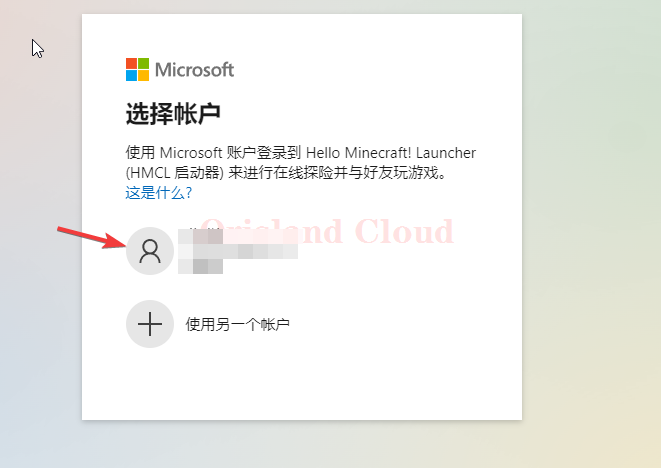 Microsoft
选择帐户
使用 Microsoft 账户登录到 Hello Minecraft! Launcher
(HMCL 启动器) 来进行在线探险并与好友玩游戏。
这是什么?
Origland Cloud
使用另一个帐户